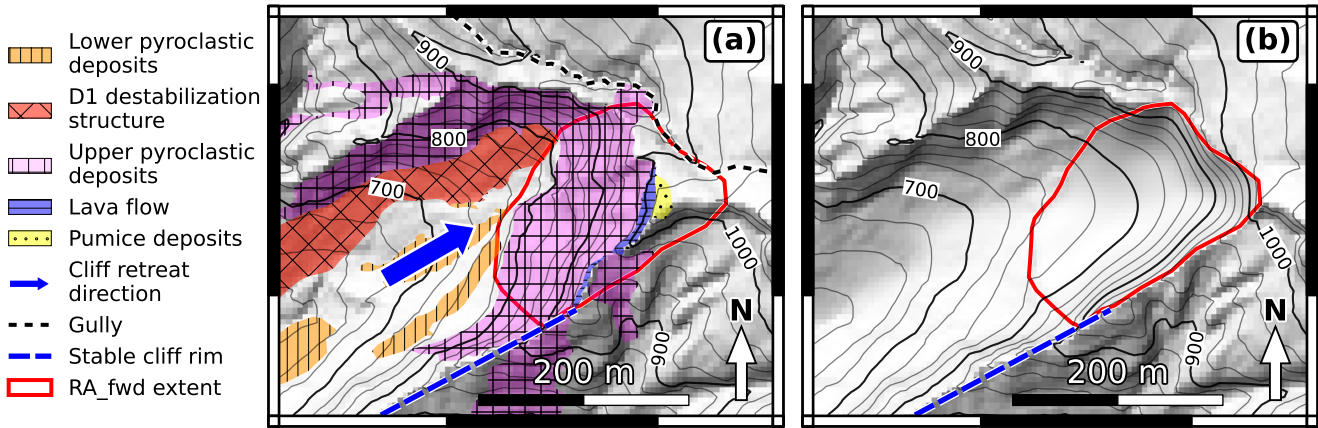 Lower pyroclastic
deposits
D1 destabilization
structure
Upper pyroclastic
deposits
Lava flow
Pumice deposits
Cliff retreat
direction
Gully
Stable cliff rim
RA_fwd extent
(a)
900
800
700
1000
900
N
200 m
(b)
900
800
700
1000
900
N
200 m